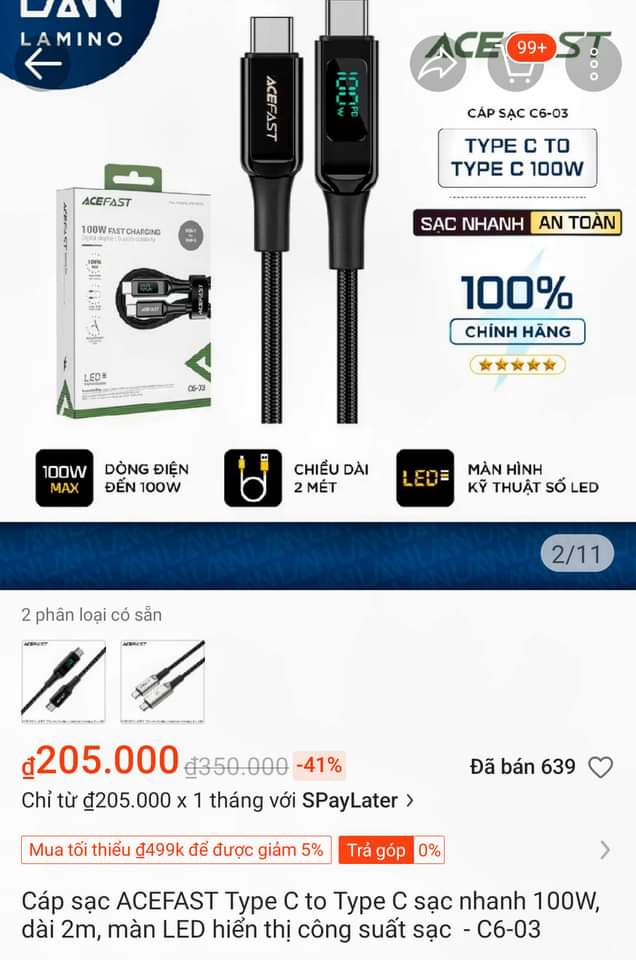 LAMINO
ACEFAST
99+
CÁP SẠC C6-03
TYPE C TO
TYPE C 100W
SẠC NHANH AN TOÀN
100%
CHÍNH HÃNG
ACEFAST
100W
ACEFAST
100W FAST CHARGING
ACEFAST
LED
C6-03
100W
MAX
DÒNG ĐIỆN
ĐẾN 100W
CHIỀU DÀI
2 MÉT
LED
MÀN HÌNH
KỸ THUẬT SỐ LED
2/11
2 phân loại có sẵn
₫205.000 ₫350.000 -41%
Đã bán 639
Chỉ từ ₫205.000 x 1 tháng với SPayLater >
Mua tối thiểu ₫499k để được giảm 5%
Trả góp 0%
Cáp sạc ACEFAST Type C to Type C sạc nhanh 100W,
dài 2m, màn LED hiển thị công suất sạc - C6-03